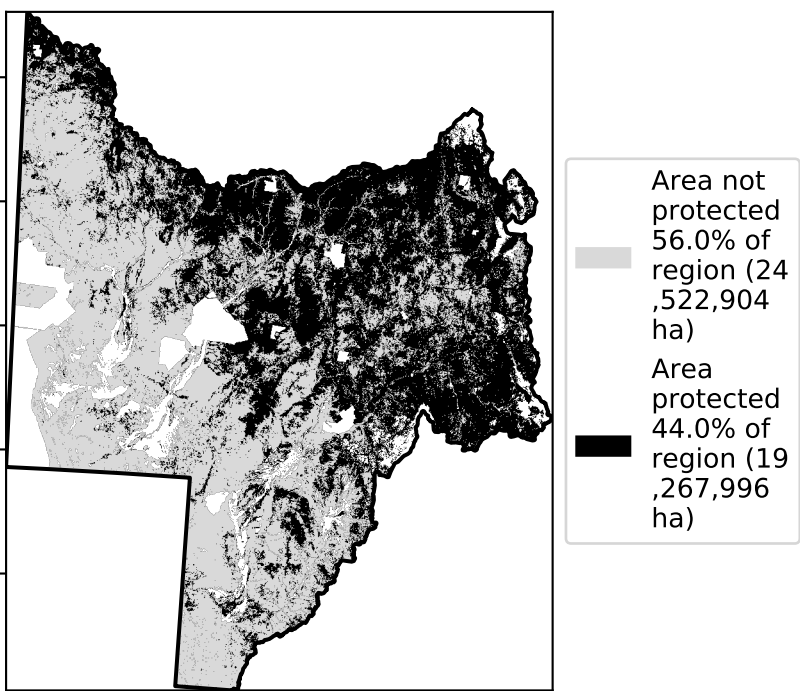 Area not
protected
56.0% of
region (24
,522,904
ha)
Area
protected
44.0% of
region (19
,267,996
ha)